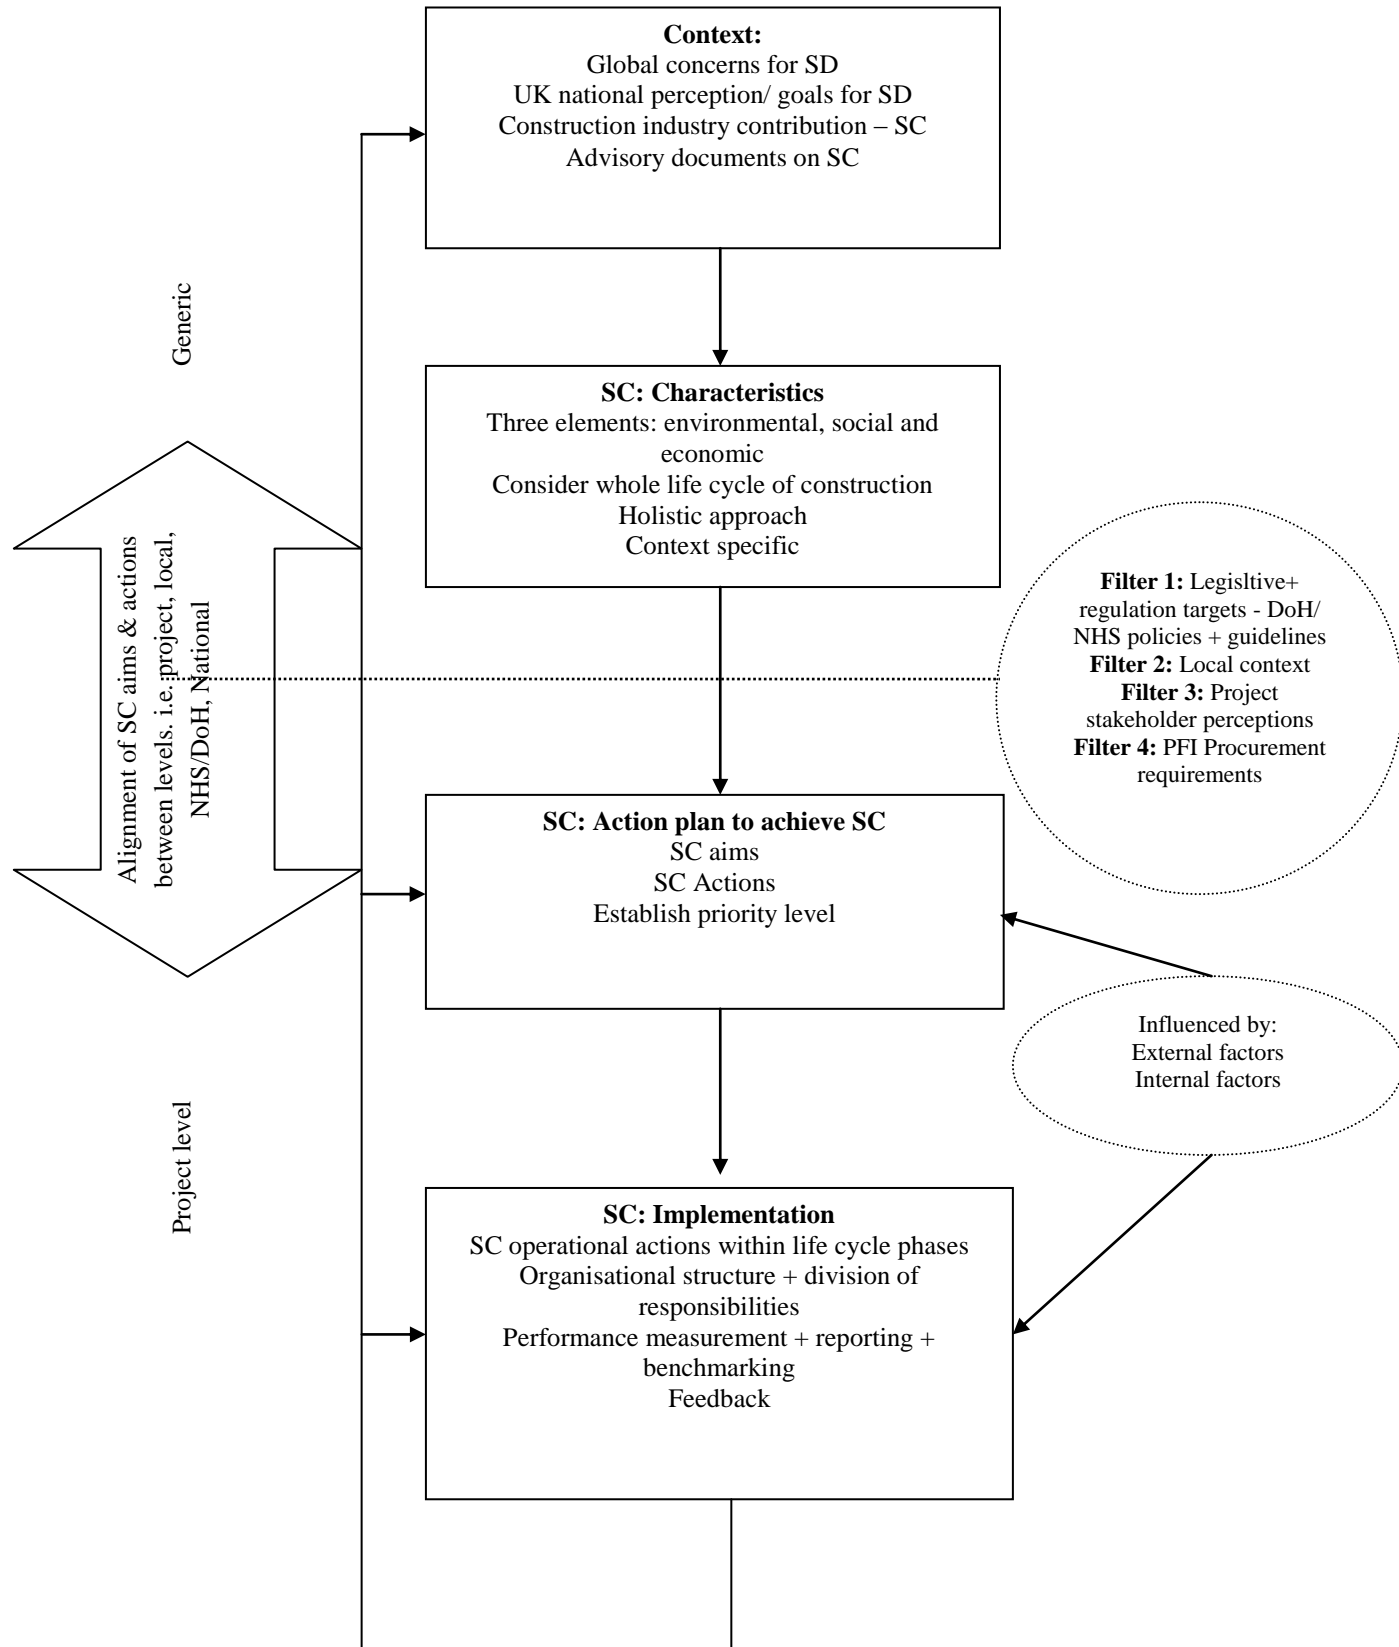 Context:
Global concerns for SD
UK national perception/ goals for SD
Construction industry contribution – SC
Advisory documents on SC
Generic
SC: Characteristics
Three elements: environmental, social and
economic
Consider whole life cycle of construction
Holistic approach
Context specific
Alignment of SC aims & actions
between levels. i.e. project, local,
NHS/DoH, National
Filter 1: Legisltive+
regulation targets - DoH/
NHS policies + guidelines
Filter 2: Local context
Filter 3: Project
stakeholder perceptions
Filter 4: PFI Procurement
requirements
SC: Action plan to achieve SC
SC aims
SC Actions
Establish priority level
Influenced by:
External factors
Internal factors
Project level
SC: Implementation
SC operational actions within life cycle phases
Organisational structure + division of
responsibilities
Performance measurement + reporting +
benchmarking
Feedback